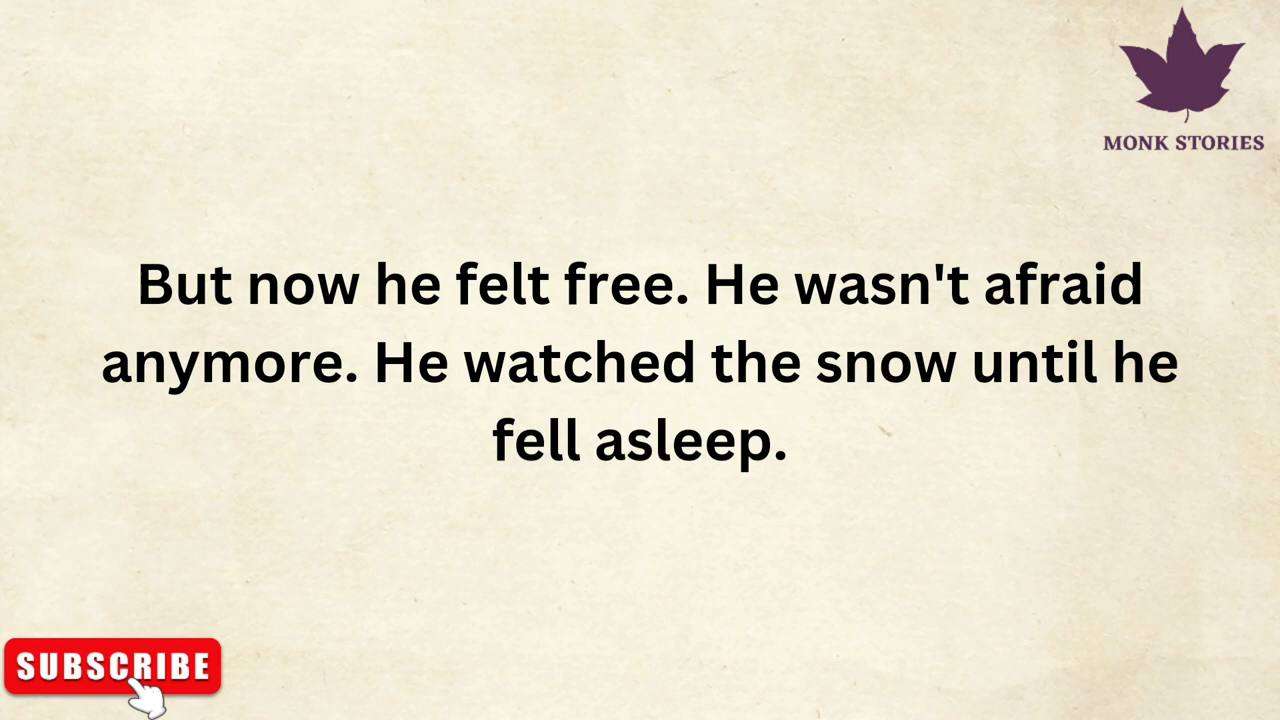 MONK STORIES
But now he felt free. He wasn't afraid
anymore. He watched the snow until he
fell asleep.
SUBSCRIBE